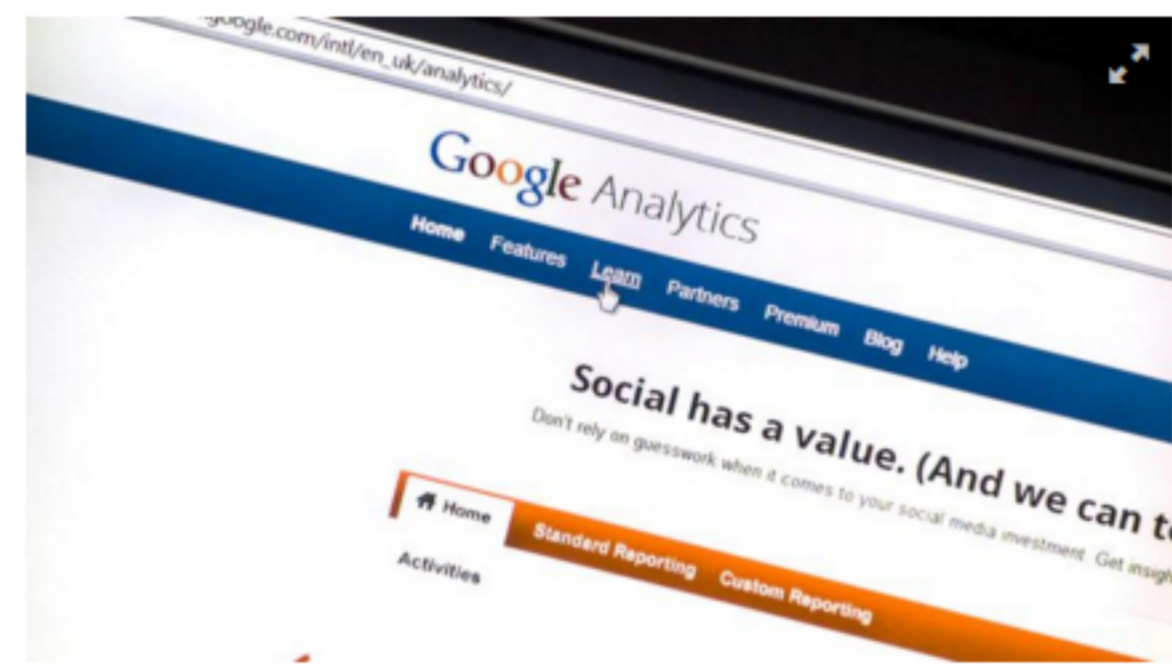 google.com/intl/en_uk/analytics/
Google Analytics
Home Features Learn Partners Premium Blog Help
Social has a value. (And we can t
Don't rely on guesswork when it comes to your social media investment. Get insigh
Home Standard Reporting Custom Reporting
Activities